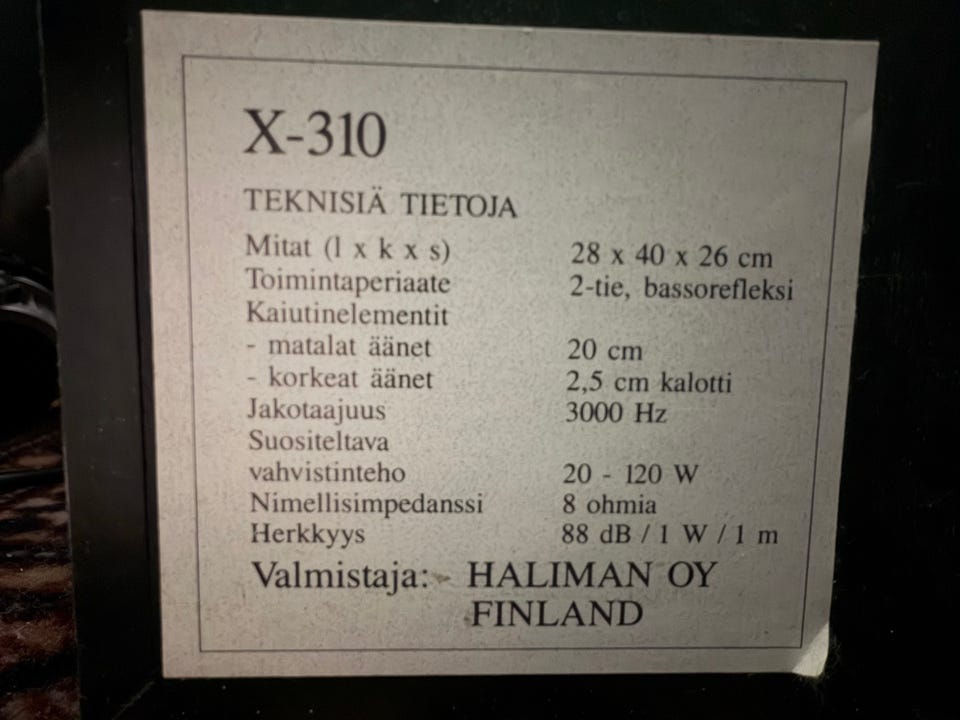 X-310
TEKNISIÄ TIETOJA
Mitat (l x k x s) 28 x 40 x 26 cm
Toimintaperiaate 2-tie, bassorefleksi
Kaiutinelementit
- matalat äänet 20 cm
- korkeat äänet 2,5 cm kalotti
Jakotaajuus 3000 Hz
Suositeltava
vahvistinteho 20 - 120 W
Nimellisimpedanssi 8 ohmia
Herkkyys 88 dB / 1 W / 1 m
Valmistaja: HALIMAN OY
FINLAND